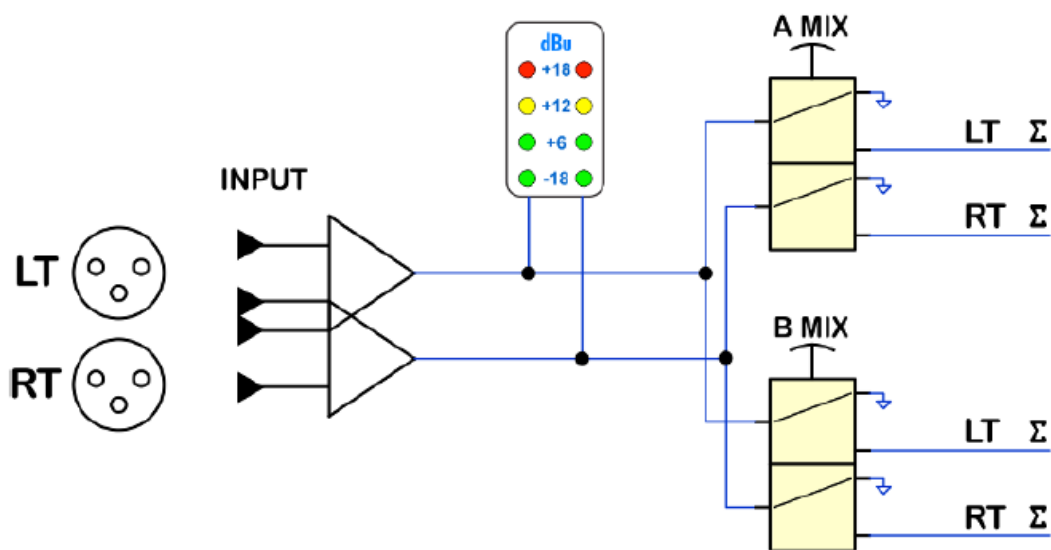 A MIX
dBu
+18
+12
+6
-18
LT Σ
RT Σ
INPUT
LT
RT
B MIX
LT Σ
RT Σ